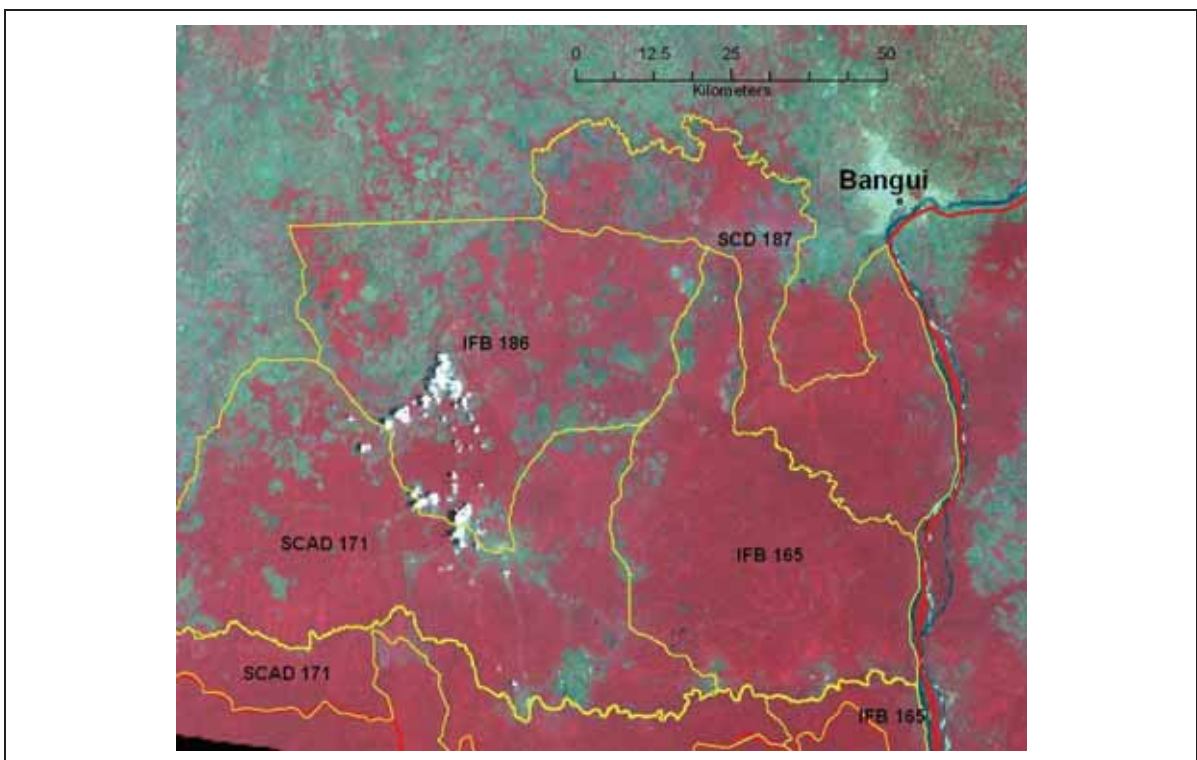 0 12.5 25 50
Kilometers
Bangui
SCD 187
IFB 186
SCAD 171
IFB 165
SCAD 171
IFB 165